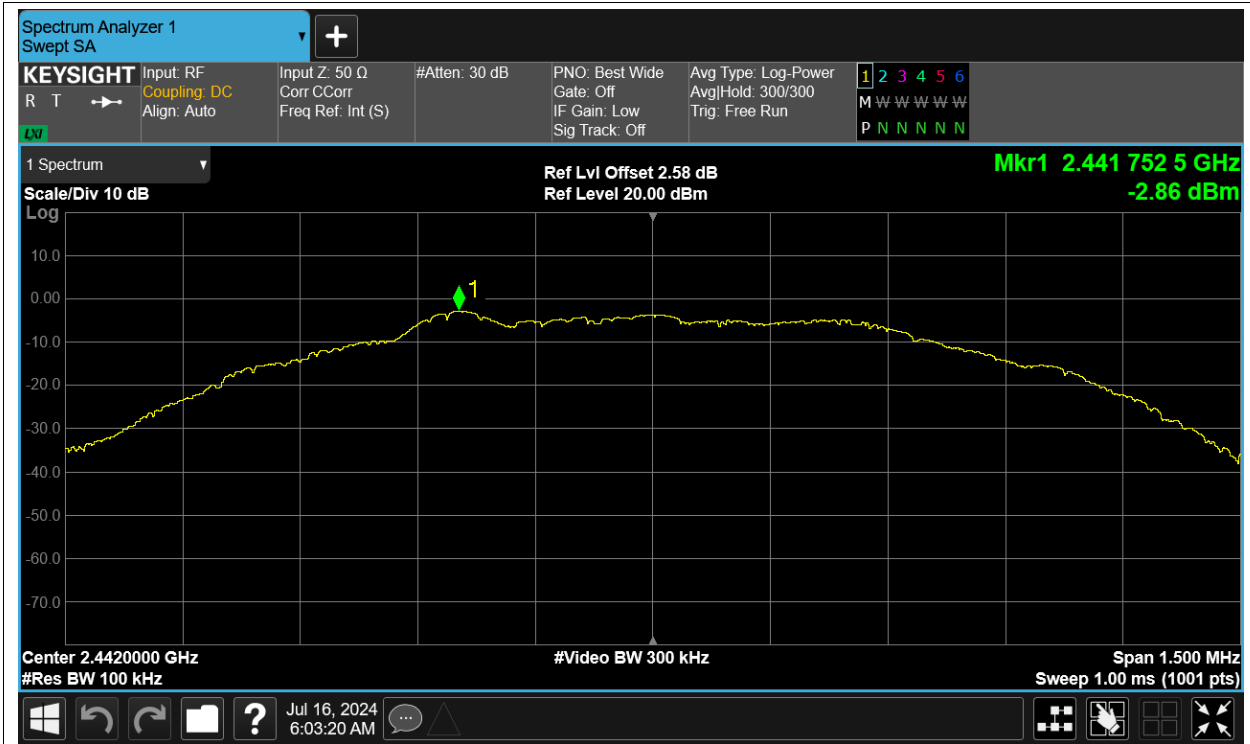 Spectrum Analyzer 1
Swept SA
+
KEYSIGHT
R T
LXI
Input: RF
Coupling: DC
Align: Auto
Input Z: 50 Ω
Corr CCorr
Freq Ref: Int (S)
#Atten: 30 dB
PNO: Best Wide
Gate: Off
IF Gain: Low
Sig Track: Off
Avg Type: Log-Power
Avg|Hold: 300/300
Trig: Free Run
1 2 3 4 5 6
M W W W W W
P N N N N N
1 Spectrum
Scale/Div 10 dB
Log
Ref Lvl Offset 2.58 dB
Ref Level 20.00 dBm
Mkr1 2.441 752 5 GHz
-2.86 dBm
1
10.0
0.00
-10.0
-20.0
-30.0
-40.0
-50.0
-60.0
-70.0
Center 2.4420000 GHz
#Res BW 100 kHz
#Video BW 300 kHz
Span 1.500 MHz
Sweep 1.00 ms (1001 pts)
?
Jul 16, 2024
6:03:20 AM